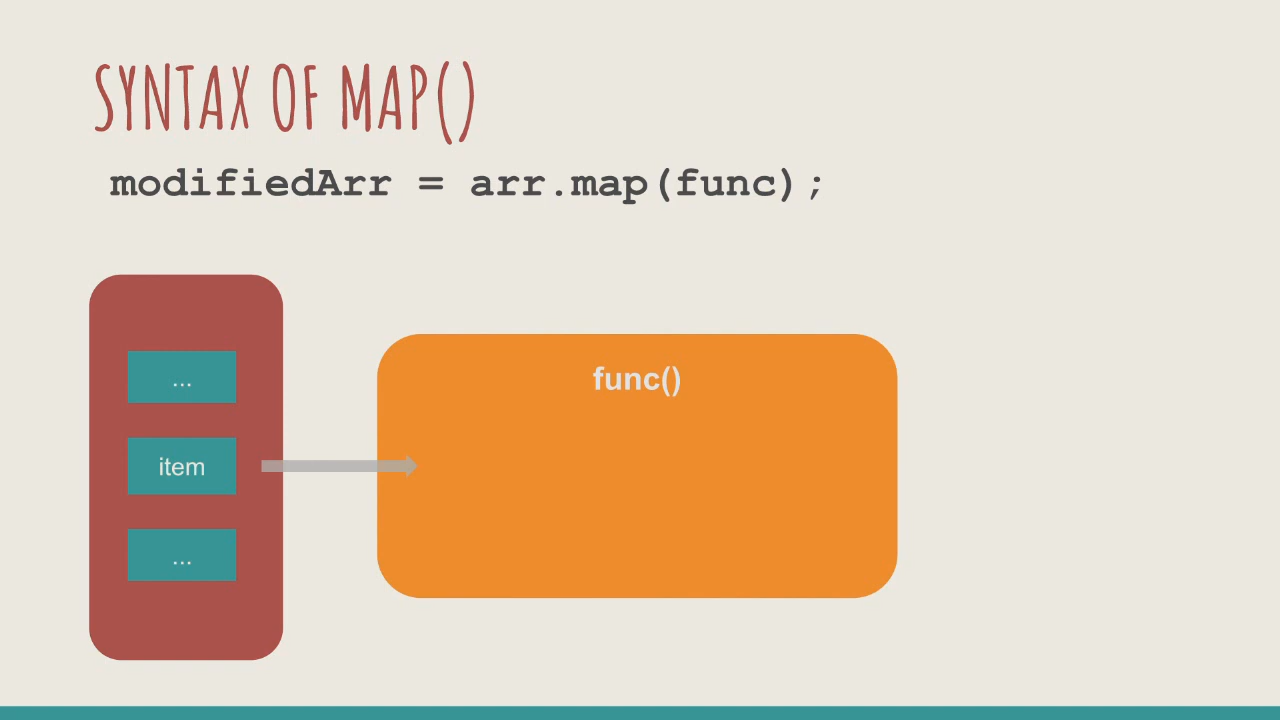 SYNTAX OF MAP()
modifiedArr = arr.map(func);
func()
...
item
...